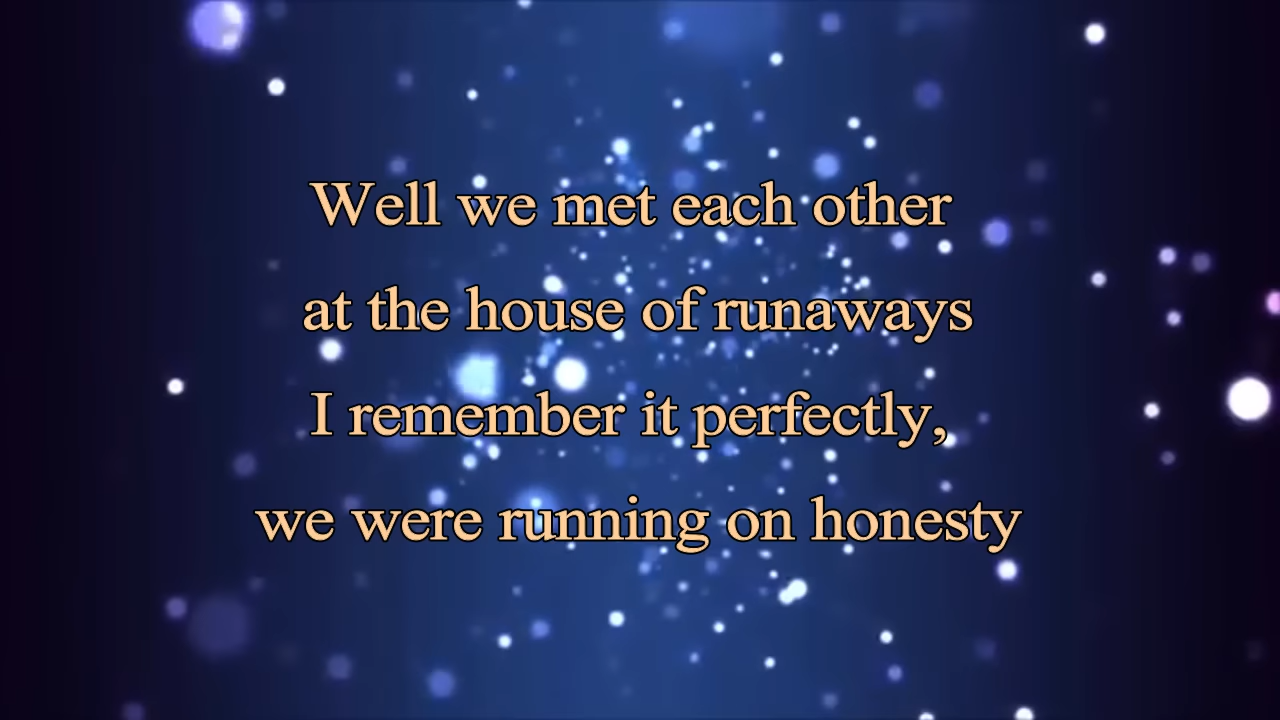 Well we met each other
at the house of runaways
I remember it perfectly,
we were running on honesty